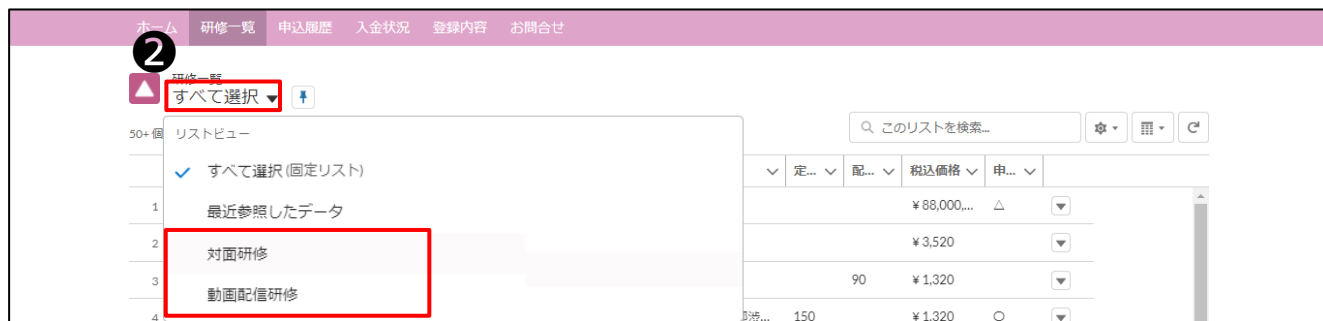 ホーム 研修一覧 申込履歴 入金状況 登録内容 お問合せ
❷
研修一覧
すべて選択
50+ 個 リストビュー このリストを検索...
すべて選択 (固定リスト) 定... 配... 税込価格 申...
1 最近参照したデータ ¥ 88,000,... △
2 対面研修 ¥ 3,520
3 動画配信研修 90 ¥ 1,320
4 150 ¥ 1,320 ○